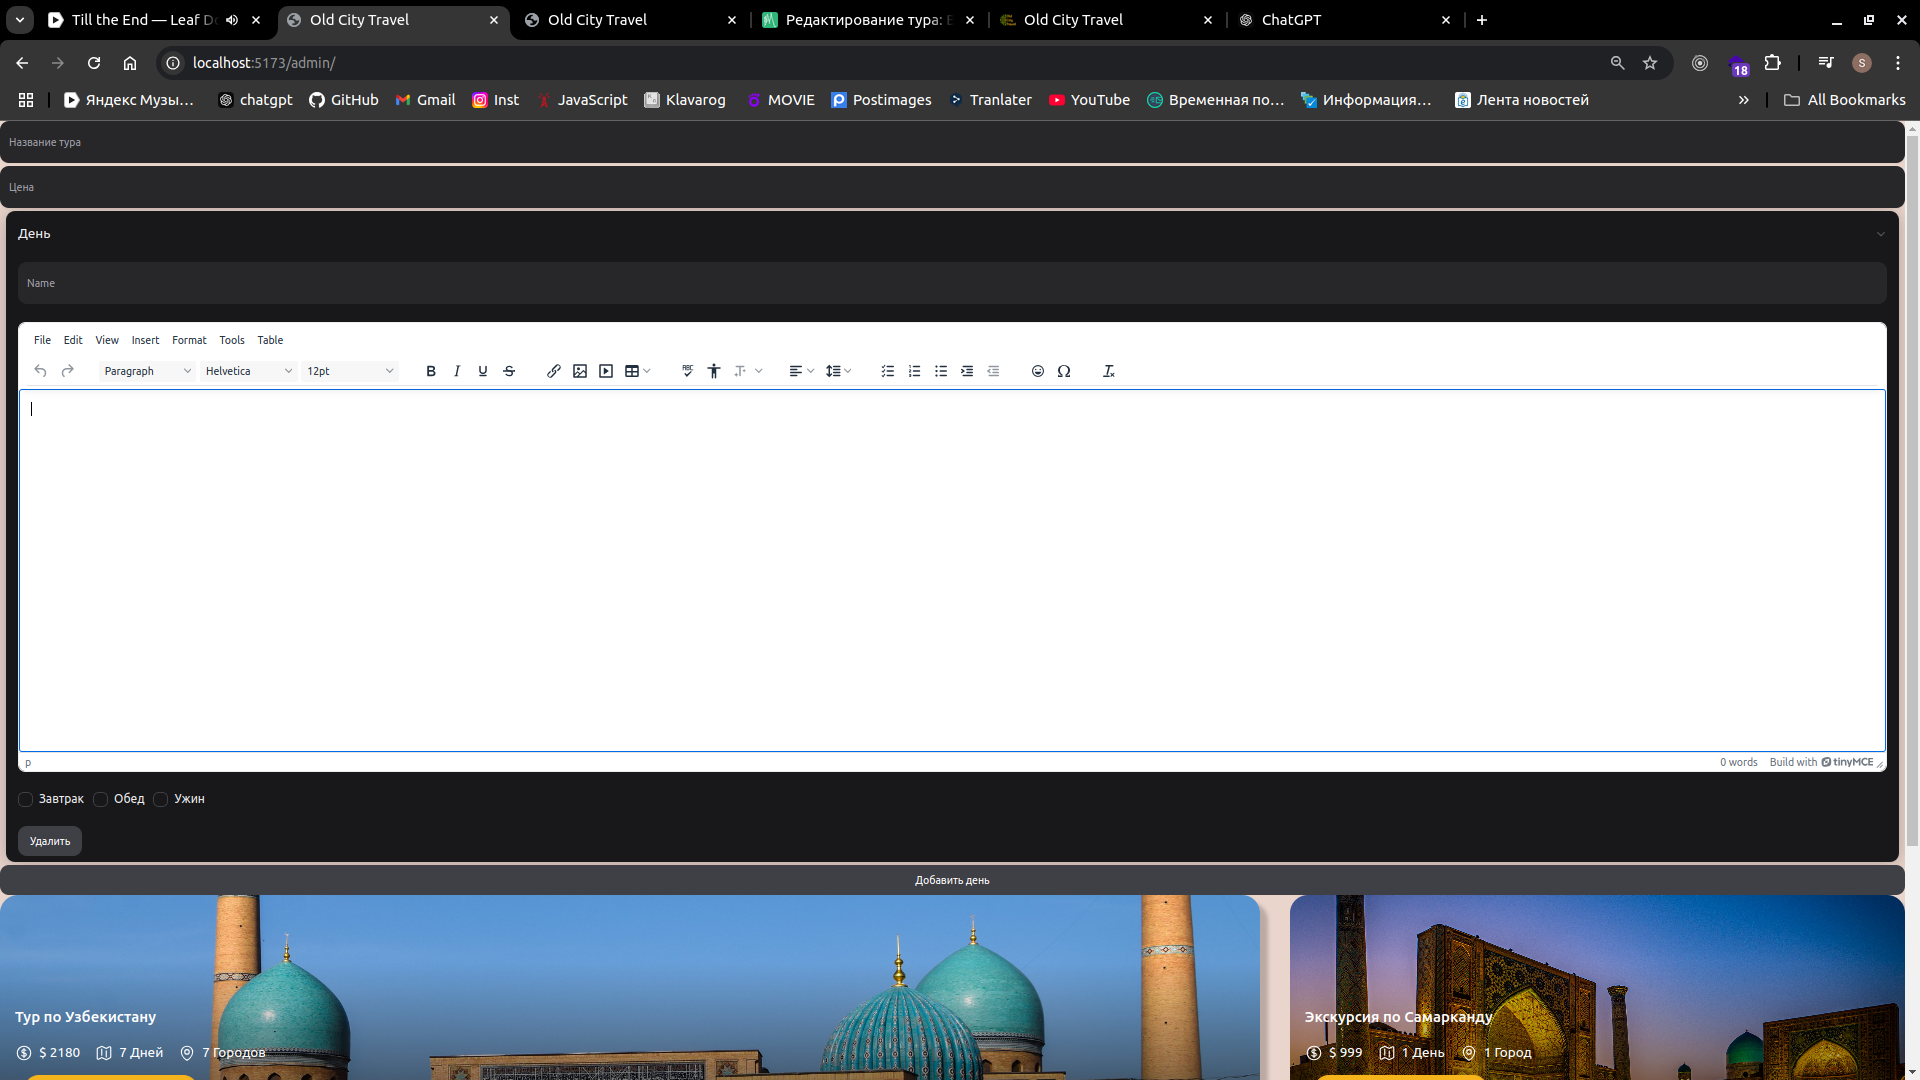 Till the End — Leaf Do
Old City Travel
Old City Travel
Редактирование тура: Е
Old City Travel
ChatGPT
localhost:5173/admin/
18
S
Яндекс Музы...
chatgpt
GitHub
Gmail
Inst
JavaScript
Klavarog
MOVIE
Postimages
Tranlater
YouTube
Временная по...
Информация...
Лента новостей
»
All Bookmarks
Название тура
Цена
День
Name
File Edit View Insert Format Tools Table
Paragraph Helvetica 12pt B I U S ABC Ω
p
0 words Build with tinyMCE
Завтрак Обед Ужин
Удалить
Добавить день
Тур по Узбекистану
$ 2180 7 Дней 7 Городов
Экскурсия по Самарканду
$ 999 1 День 1 Город